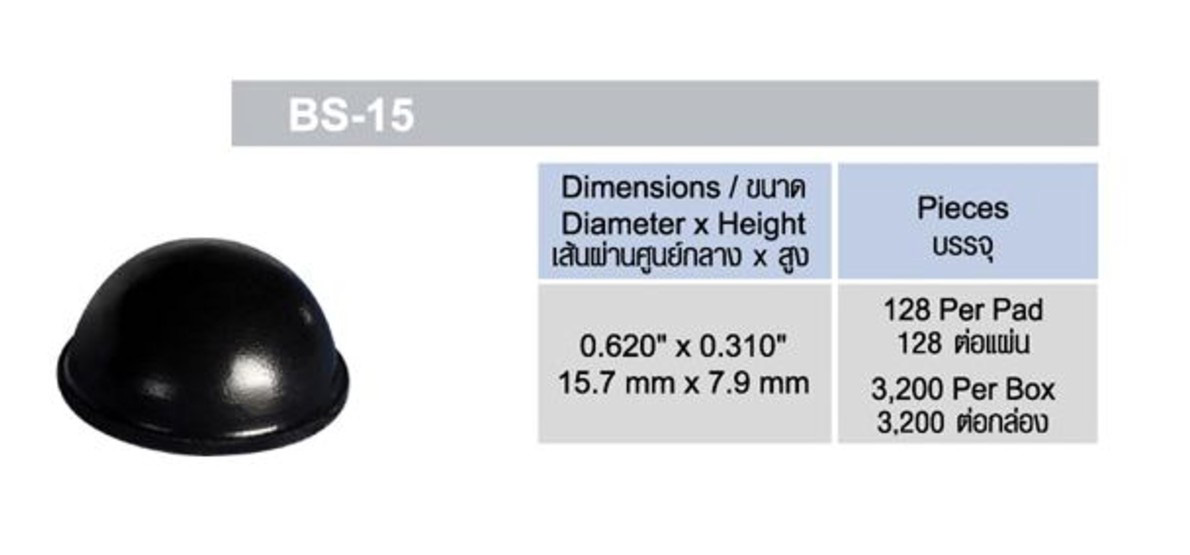 BS-15
Dimensions / ขนาด
Diameter x Height
เส้นผ่านศูนย์กลาง x สูง
Pieces
บรรจุ
0.620" x 0.310"
15.7 mm x 7.9 mm
128 Per Pad
128 ต่อแผ่น
3,200 Per Box
3,200 ต่อกล่อง